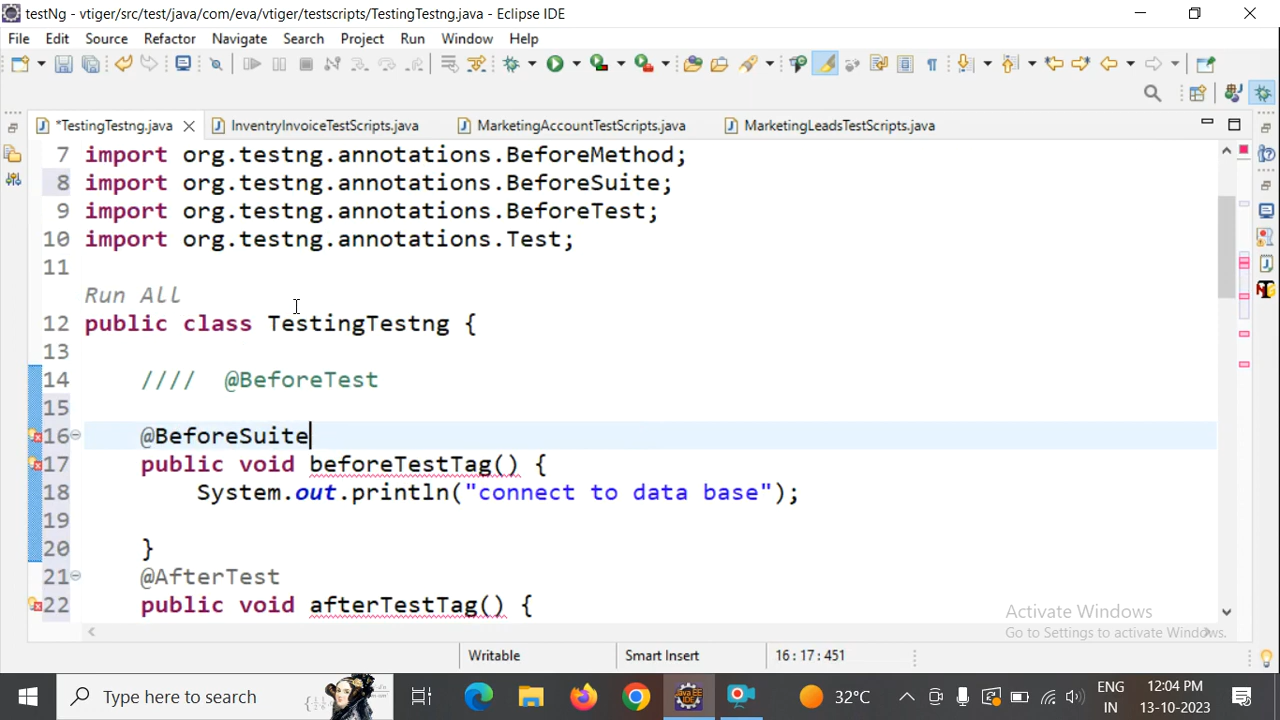 testNg - vtiger/src/test/java/com/eva/vtiger/testscripts/TestingTestng.java - Eclipse IDE
File Edit Source Refactor Navigate Search Project Run Window Help
*TestingTestng.java InventryInvoiceTestScripts.java MarketingAccountTestScripts.java MarketingLeadsTestScripts.java
7 import org.testng.annotations.BeforeMethod;
8 import org.testng.annotations.BeforeSuite;
9 import org.testng.annotations.BeforeTest;
10 import org.testng.annotations.Test;
11
Run All
12 public class TestingTestng {
13
14 //// @BeforeTest
15
16 @BeforeSuite
17 public void beforeTestTag() {
18 System.out.println("connect to data base");
19
20 }
21 @AfterTest
22 public void afterTestTag() {
Activate Windows
Go to Settings to activate Windows.
Writable Smart Insert 16 : 17 : 451
Type here to search 32°C ENG IN 12:04 PM 13-10-2023